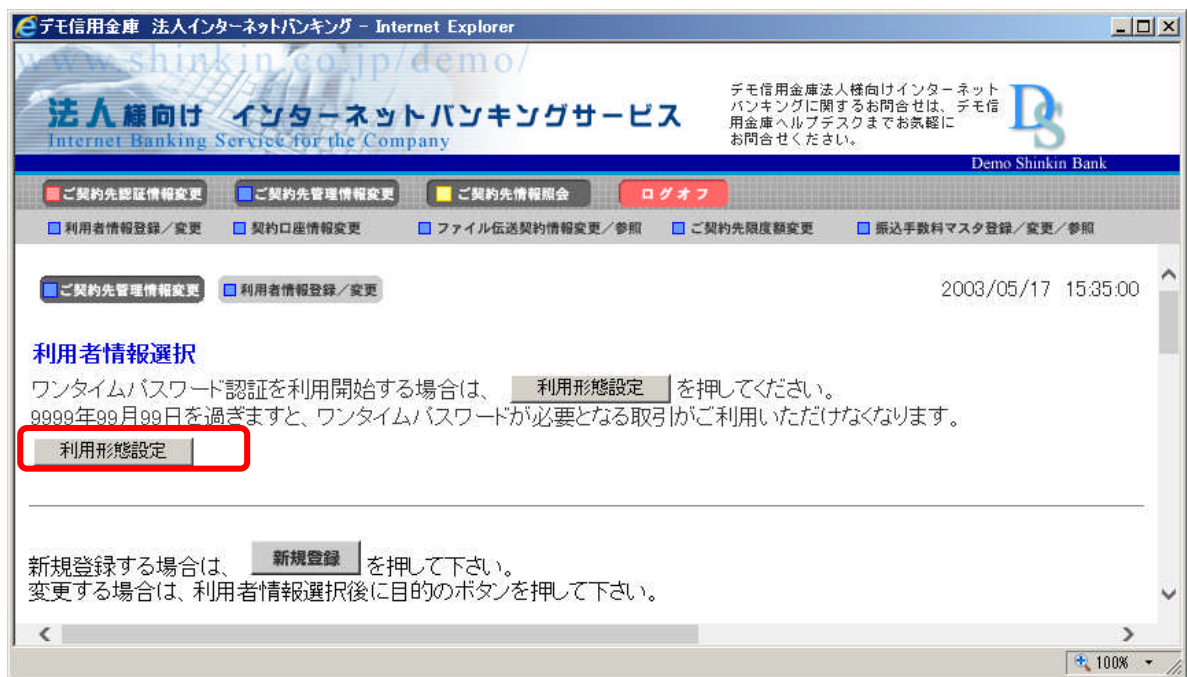 デモ信用金庫 法人インターネットバンキング - Internet Explorer
www.shinkin.co.jp/demo/
法人様向け インターネットバンキングサービス
Internet Banking Service for the Company
デモ信用金庫法人様向けインターネット
バンキングに関するお問合せは、デモ信
用金庫ヘルプデスクまでお気軽に
お問合せください。
DS
Demo Shinkin Bank
ご契約先認証情報変更 ご契約先管理情報変更 ご契約先情報照会 ログオフ
利用者情報登録／変更 契約口座情報変更 ファイル伝送契約情報変更／参照 ご契約先限度額変更 振込手数料マスタ登録／変更／参照
ご契約先管理情報変更 利用者情報登録／変更 2003/05/17 15:35:00
利用者情報選択
ワンタイムパスワード認証を利用開始する場合は、 利用形態設定 を押してください。
9999年99月99日を過ぎますと、ワンタイムパスワードが必要となる取引がご利用いただけなくなります。
利用形態設定
新規登録する場合は、 新規登録 を押して下さい。
変更する場合は、利用者情報選択後に目的のボタンを押して下さい。
100%